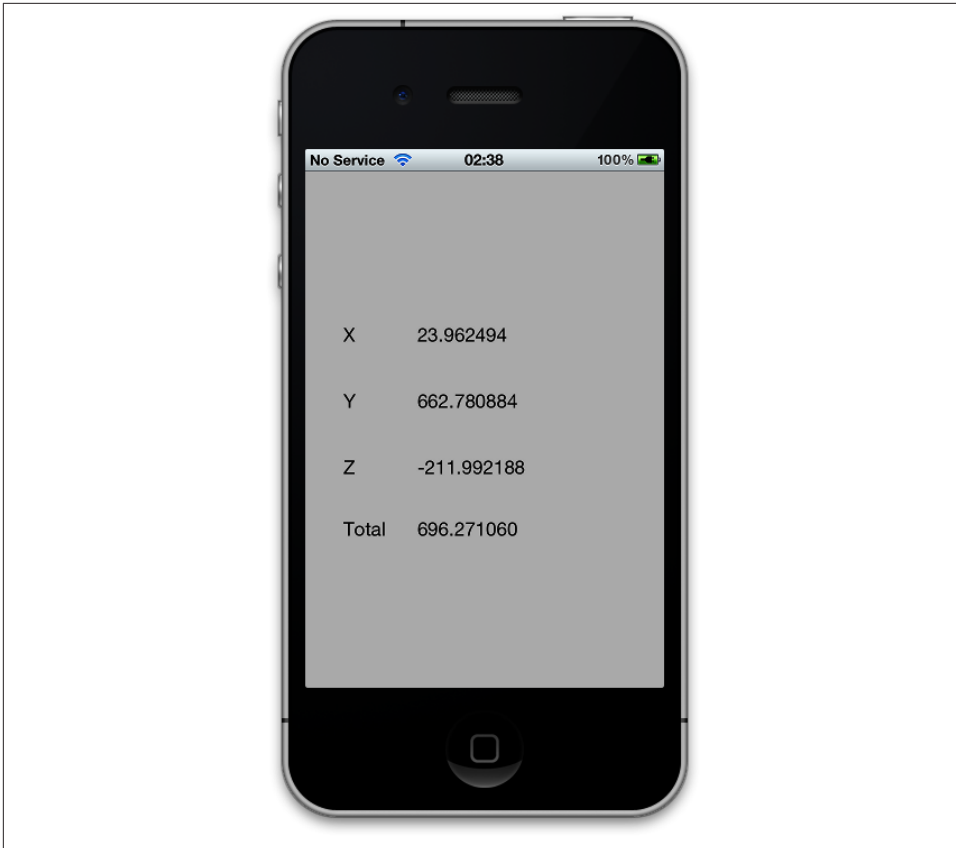 No Service 02:38 100%
X 23.962494
Y 662.780884
Z -211.992188
Total 696.271060